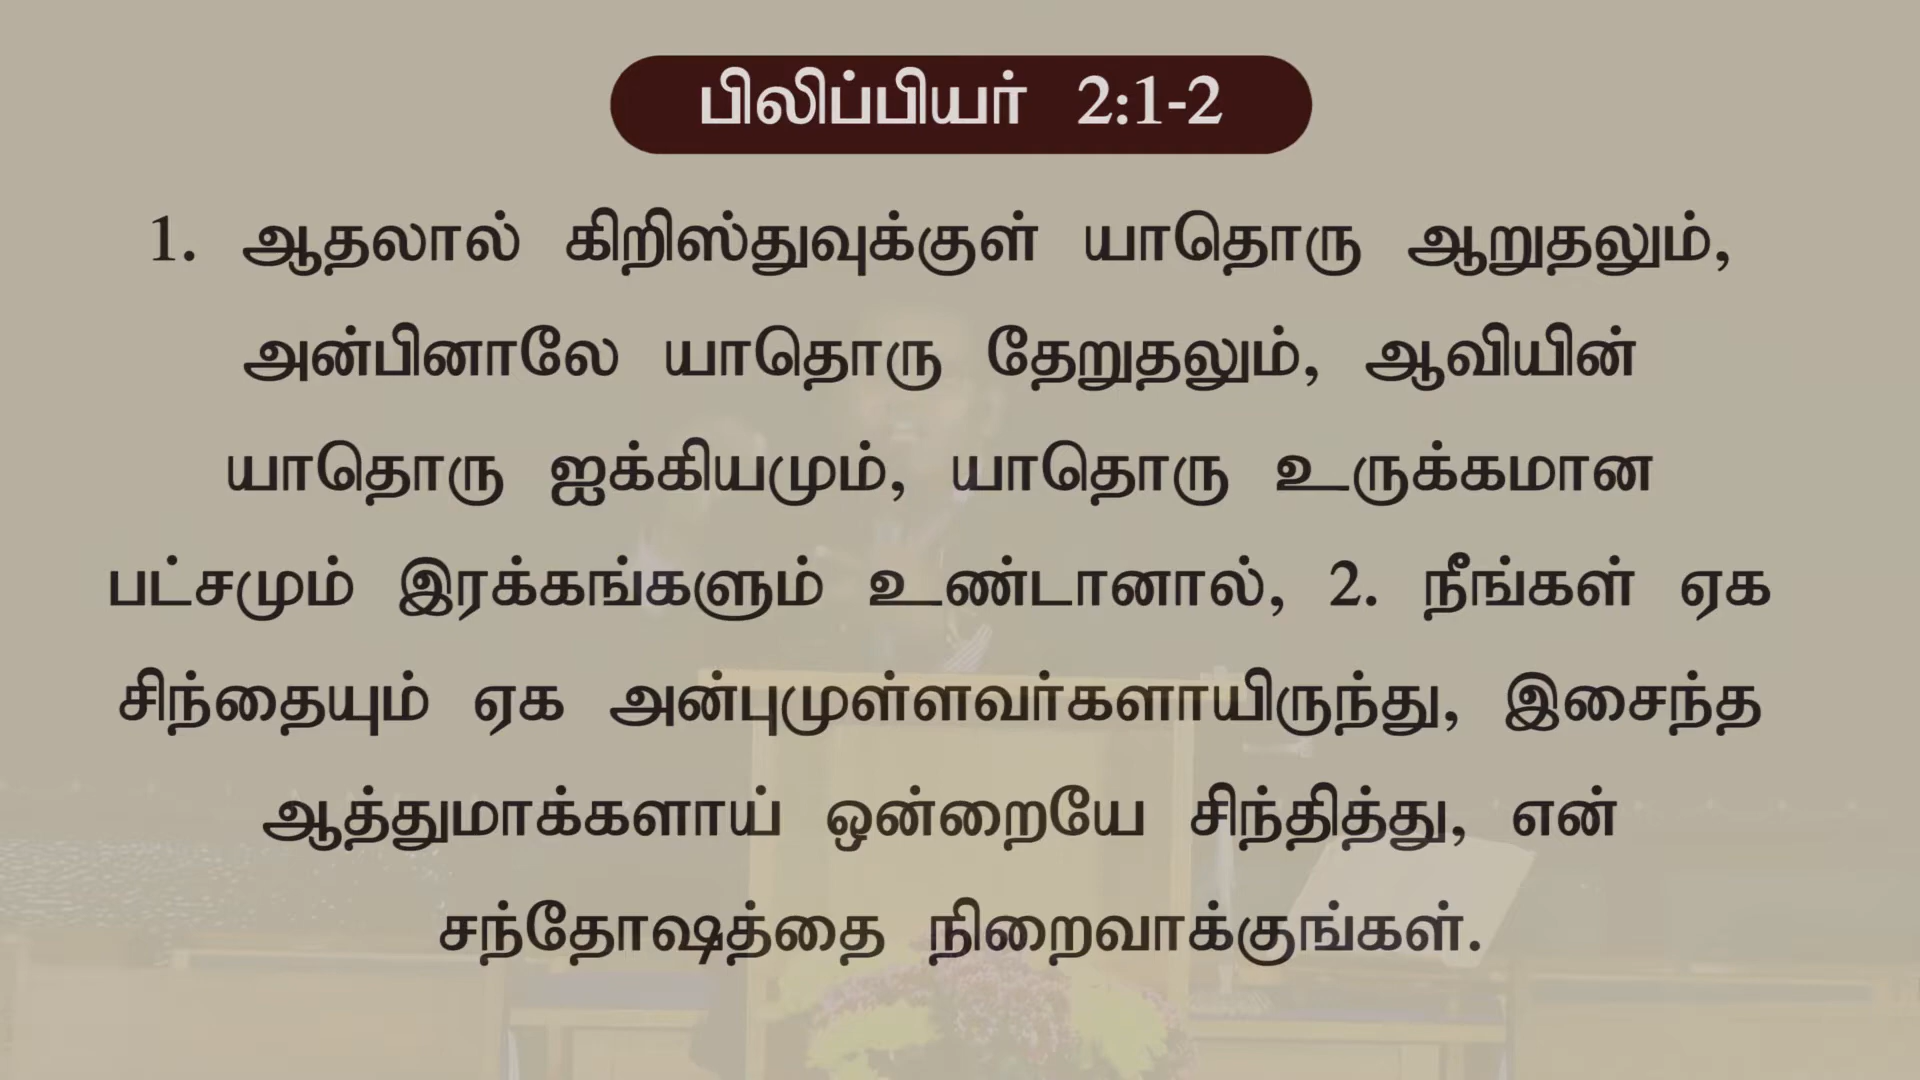 பிலிப்பியர் 2:1-2
1. ஆதலால் கிறிஸ்துவுக்குள் யாதொரு ஆறுதலும்,
அன்பினாலே யாதொரு தேறுதலும், ஆவியின்
யாதொரு ஐக்கியமும், யாதொரு உருக்கமான
பட்சமும் இரக்கங்களும் உண்டானால், 2. நீங்கள் ஏக
சிந்தையும் ஏக அன்புமுள்ளவர்களாயிருந்து, இசைந்த
ஆத்துமாக்களாய் ஒன்றையே சிந்தித்து, என்
சந்தோஷத்தை நிறைவாக்குங்கள்.